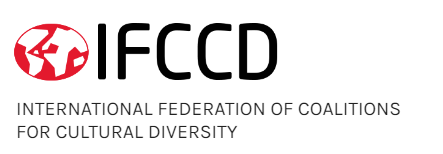 IFCCD
INTERNATIONAL FEDERATION OF COALITIONS
FOR CULTURAL DIVERSITY